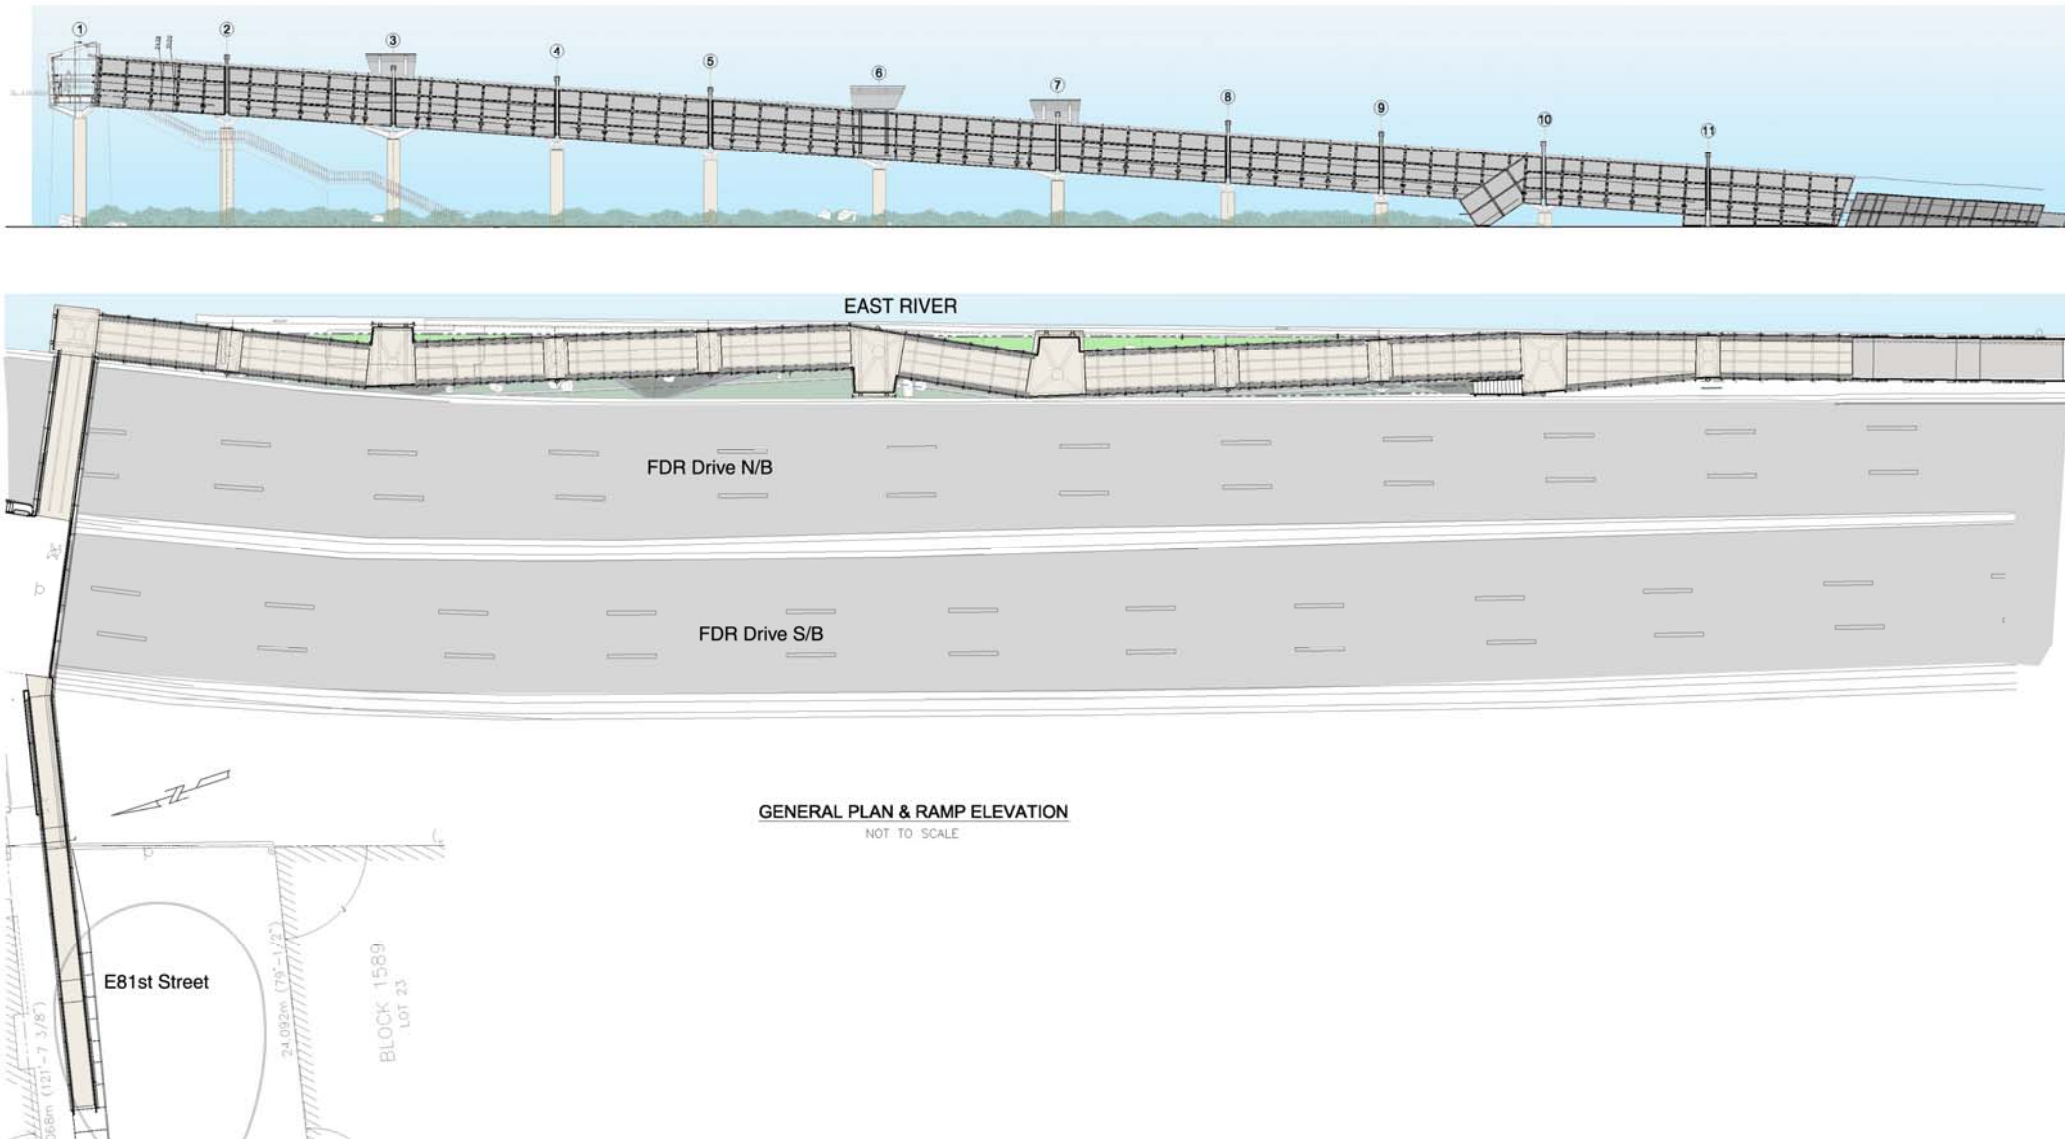 1
2
3
4
5
6
7
8
9
10
11
EAST RIVER
FDR Drive N/B
FDR Drive S/B
GENERAL PLAN & RAMP ELEVATION
NOT TO SCALE
E81st Street
24.092m (79'-1/2")
BLOCK 1589
LOT 23
068m (121'-7 3/8")